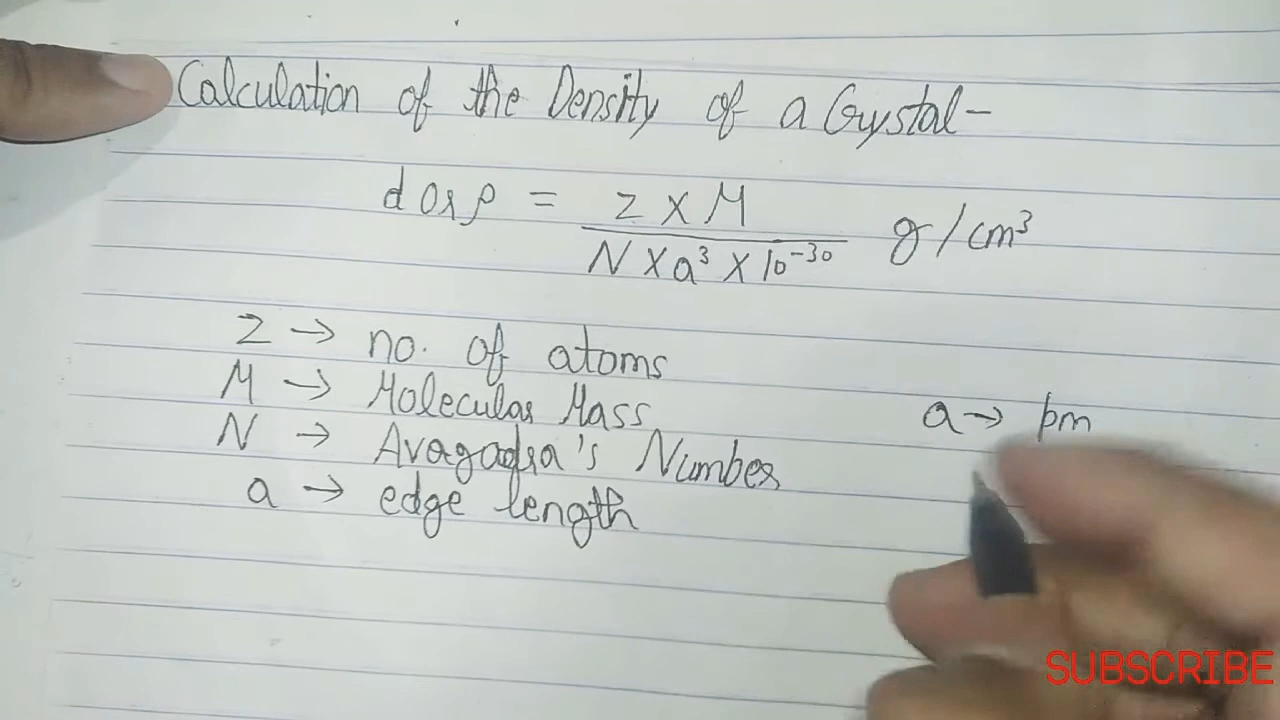 Calculation of the Density of a Crystal-
d or ρ = Z X M / N X a³ X 10⁻³⁰ g/cm³
Z → no. of atoms
M → Molecular Mass
N → Avagadra's Number
a → edge length
a → pm
SUBSCRIBE